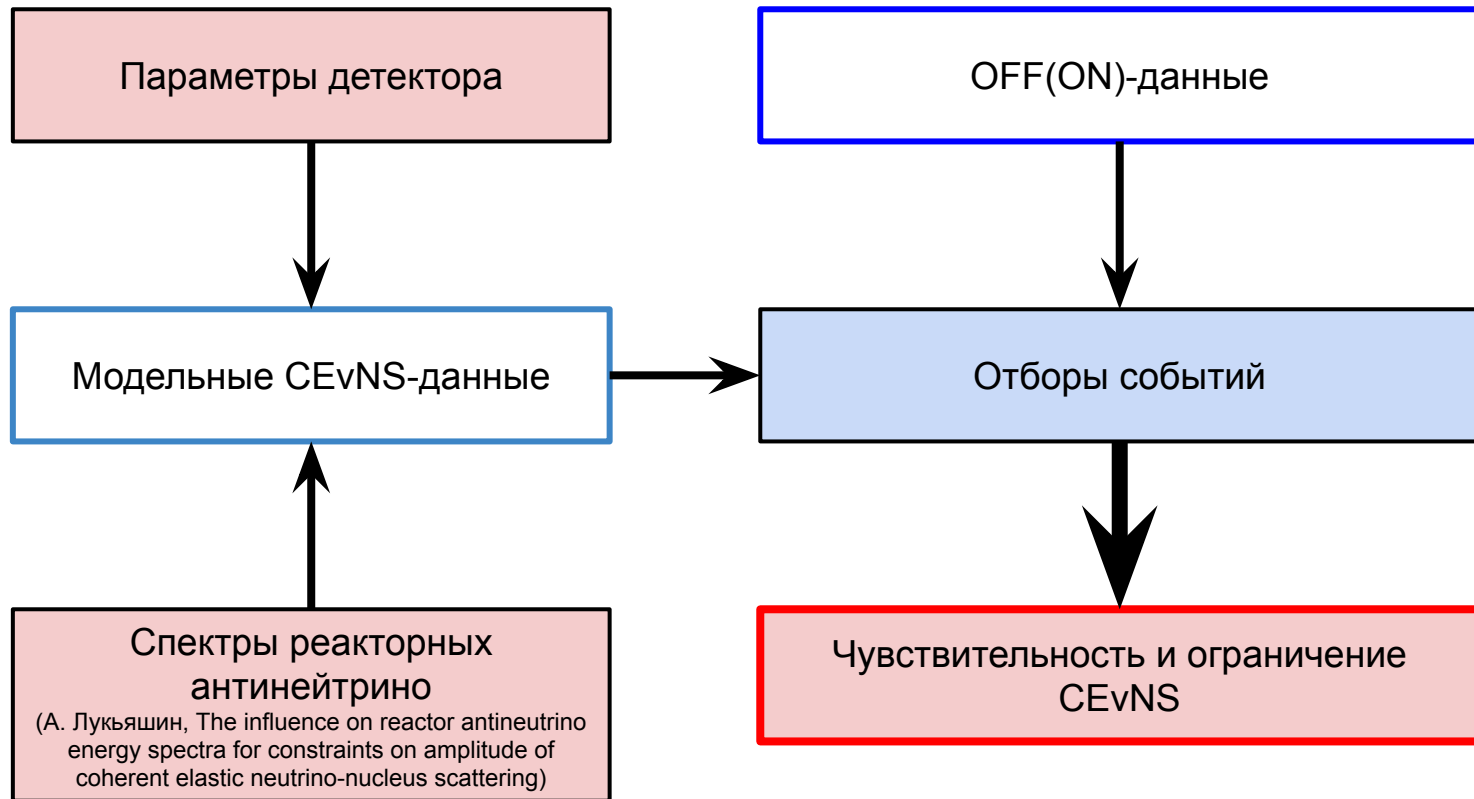 Параметры детектора
OFF(ON)-данные
Модельные CEvNS-данные
Отборы событий
Спектры реакторных
антинейтрино
(А. Лукьяшин, The influence on reactor antineutrino
energy spectra for constraints on amplitude of
coherent elastic neutrino-nucleus scattering)
Чувствительность и ограничение
CEvNS